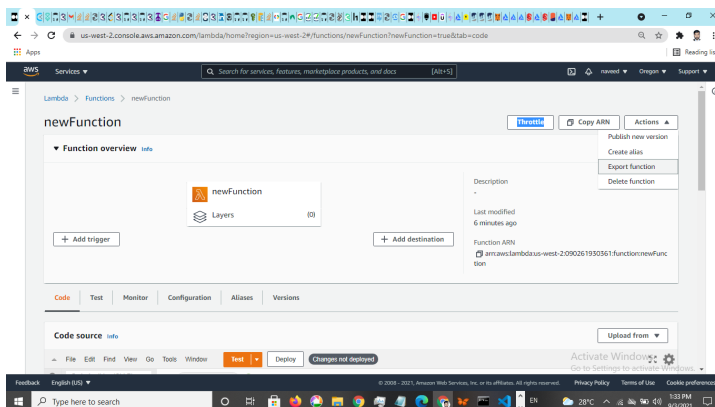 us-west-2.console.aws.amazon.com/lambda/home?region=us-west-2#/functions/newFunction?newFunction=true&tab=code
Apps
Reading lis
aws Services ▼ Search for services, features, marketplace products, and docs [Alt+S] naveed ▼ Oregon ▼ Support ▼
Lambda > Functions > newFunction
newFunction
Throttle Copy ARN Actions ▲
Publish new version
Create alias
Export function
Delete function
▼ Function overview Info
newFunction
Layers (0)
+ Add trigger
+ Add destination
Description
-
Last modified
6 minutes ago
Function ARN
arn:aws:lambda:us-west-2:090261930361:function:newFunc
tion
Code Test Monitor Configuration Aliases Versions
Code source Info
Upload from ▼
File Edit Find View Go Tools Window Test ▼ Deploy Changes not deployed
Activate Windows
Go to Settings to activate Windows.
Feedback English (US) ▼ © 2008 - 2021, Amazon Web Services, Inc. or its affiliates. All rights reserved. Privacy Policy Terms of Use Cookie preferences
Type here to search
EN
28°C
1:33 PM
9/3/2021